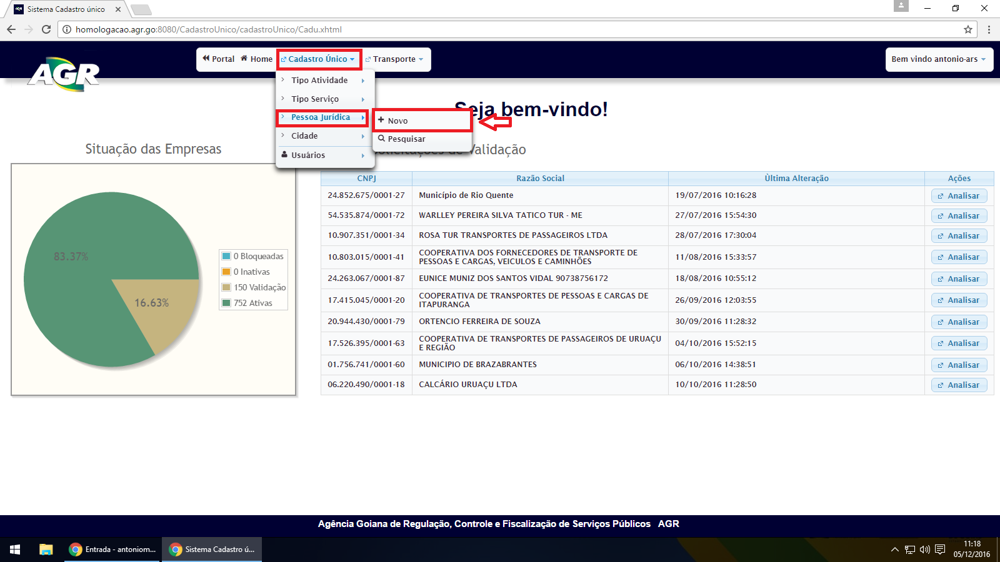 Sistema Cadastro único
homologacao.agr.go:8080/CadastroUnico/cadastroUnico/Cadu.xhtml
AGR
Portal Home Cadastro Único Transporte
Bem vindo antonio-ars
Tipo Atividade
Tipo Serviço
Pessoa Jurídica
Cidade
Usuários
Novo
Pesquisar
Seja bem-vindo!
Situação das Empresas
Validação
83.37%
16.63%
0 Bloqueadas
0 Inativas
150 Validação
752 Ativas
CNPJ Razão Social Ùltima Alteração Ações
24.852.675/0001-27 Município de Rio Quente 19/07/2016 10:16:28 Analisar
54.535.874/0001-72 WARLLEY PEREIRA SILVA TATICO TUR - ME 27/07/2016 15:54:30 Analisar
10.907.351/0001-34 ROSA TUR TRANSPORTES DE PASSAGEIROS LTDA 28/07/2016 17:30:04 Analisar
10.803.015/0001-41 COOPERATIVA DOS FORNECEDORES DE TRANSPORTE DE
PESSOAS E CARGAS, VEICULOS E CAMINHÕES 11/08/2016 15:33:57 Analisar
24.263.067/0001-87 EUNICE MUNIZ DOS SANTOS VIDAL 90738756172 18/08/2016 10:55:12 Analisar
17.415.045/0001-20 COOPERATIVA DE TRANSPORTES DE PESSOAS E CARGAS DE
ITAPURANGA 26/09/2016 12:03:55 Analisar
20.944.430/0001-79 ORTENCIO FERREIRA DE SOUZA 30/09/2016 11:28:32 Analisar
17.526.395/0001-63 COOPERATIVA DE TRANSPORTES DE PASSAGEIROS DE URUAÇU
E REGIÃO 04/10/2016 15:52:15 Analisar
01.756.741/0001-60 MUNICIPIO DE BRAZABRANTES 06/10/2016 14:38:51 Analisar
06.220.490/0001-18 CALCÁRIO URUAÇU LTDA 10/10/2016 11:28:50 Analisar
Agência Goiana de Regulação, Controle e Fiscalização de Serviços Públicos AGR
Entrada - antoniom...
Sistema Cadastro ú...
11:18
05/12/2016